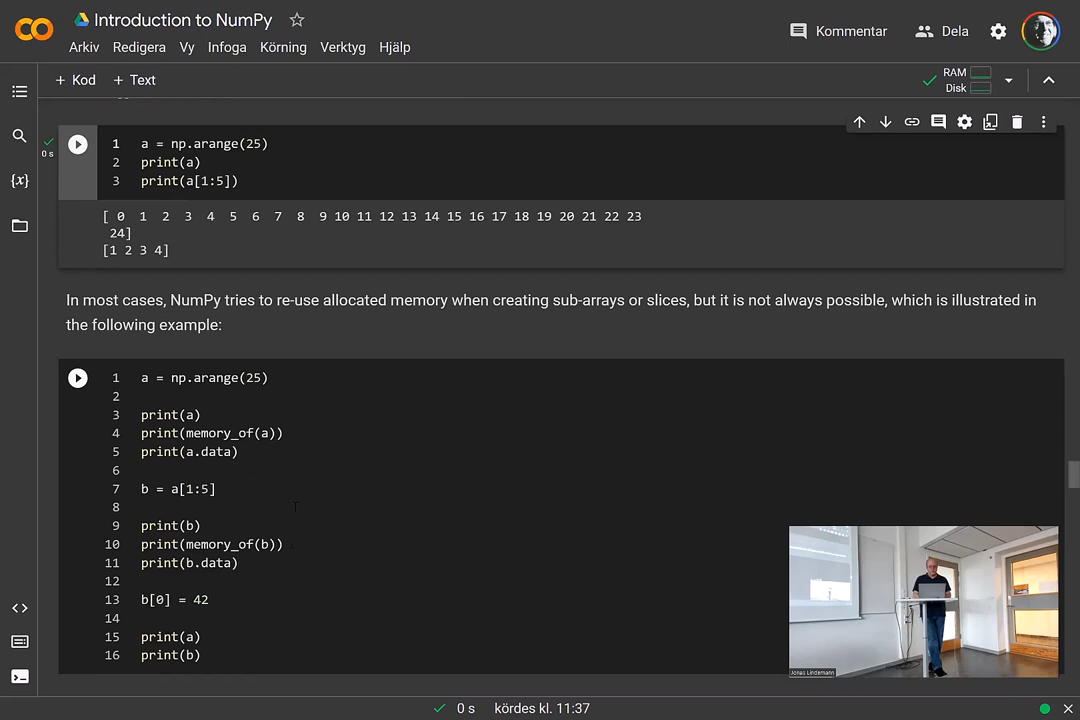 Introduction to NumPy
Arkiv Redigera Vy Infoga Körning Verktyg Hjälp
Kommentar
Dela
+ Kod + Text
RAM
Disk
0 s
1 a = np.arange(25)
2 print(a)
3 print(a[1:5])
[ 0 1 2 3 4 5 6 7 8 9 10 11 12 13 14 15 16 17 18 19 20 21 22 23
24]
[1 2 3 4]
In most cases, NumPy tries to re-use allocated memory when creating sub-arrays or slices, but it is not always possible, which is illustrated in
the following example:
1 a = np.arange(25)
2
3 print(a)
4 print(memory_of(a))
5 print(a.data)
6
7 b = a[1:5]
8
9 print(b)
10 print(memory_of(b))
11 print(b.data)
12
13 b[0] = 42
14
15 print(a)
16 print(b)
Jonas Lindemann
0 s kördes kl. 11:37